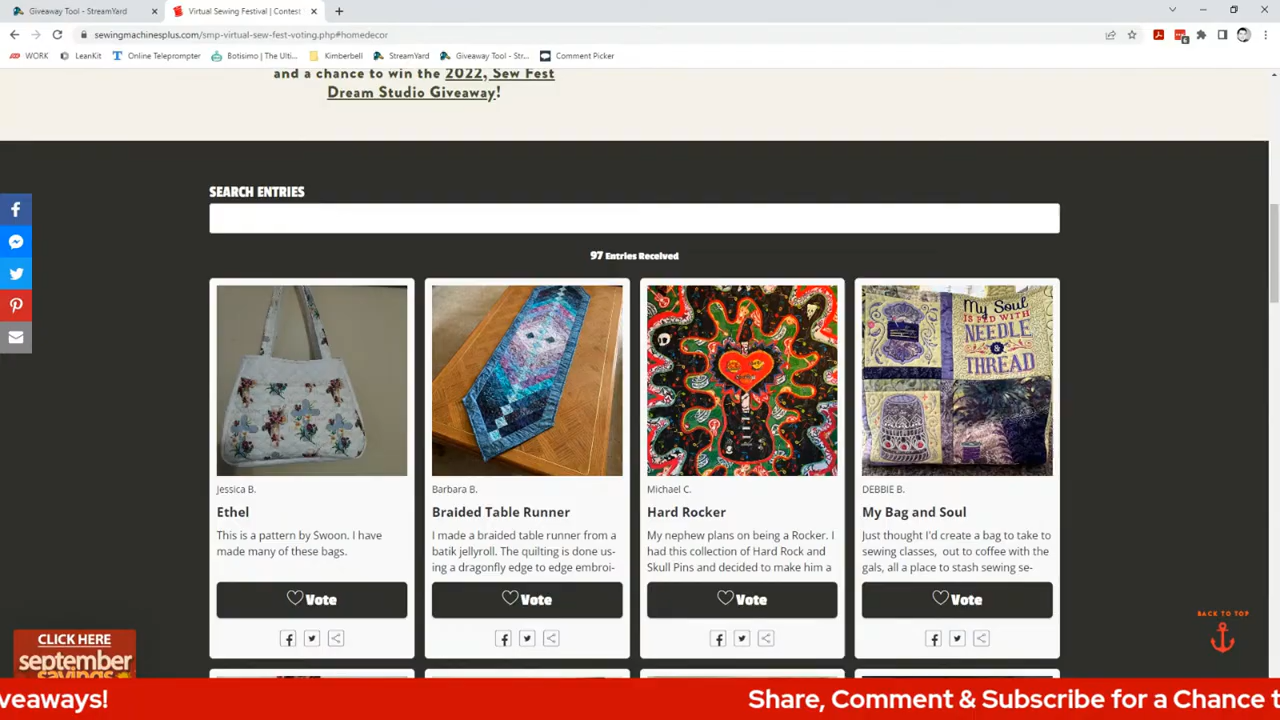 Giveaway Tool - StreamYard
Virtual Sewing Festival | Contest
sewingmachinesplus.com/smp-virtual-sew-fest-voting.php#homedecor
WORK LeanKit Online Teleprompter Botisimo | The Ulti... Kimberbell StreamYard Giveaway Tool - Str... Comment Picker
and a chance to win the 2022, Sew Fest
Dream Studio Giveaway!
SEARCH ENTRIES
97 Entries Received
My Soul
IS FED WITH
NEEDLE
&
THREAD
Jessica B.
Ethel
This is a pattern by Swoon. I have
made many of these bags.
Vote
Barbara B.
Braided Table Runner
I made a braided table runner from a
batik jellyroll. The quilting is done us-
ing a dragonfly edge to edge embroi-
Vote
Michael C.
Hard Rocker
My nephew plans on being a Rocker. I
had this collection of Hard Rock and
Skull Pins and decided to make him a
Vote
DEBBIE B.
My Bag and Soul
Just thought I'd create a bag to take to
sewing classes, out to coffee with the
gals, all a place to stash sewing se-
Vote
BACK TO TOP
CLICK HERE
september
savings
veaways!
Share, Comment & Subscribe for a Chance t